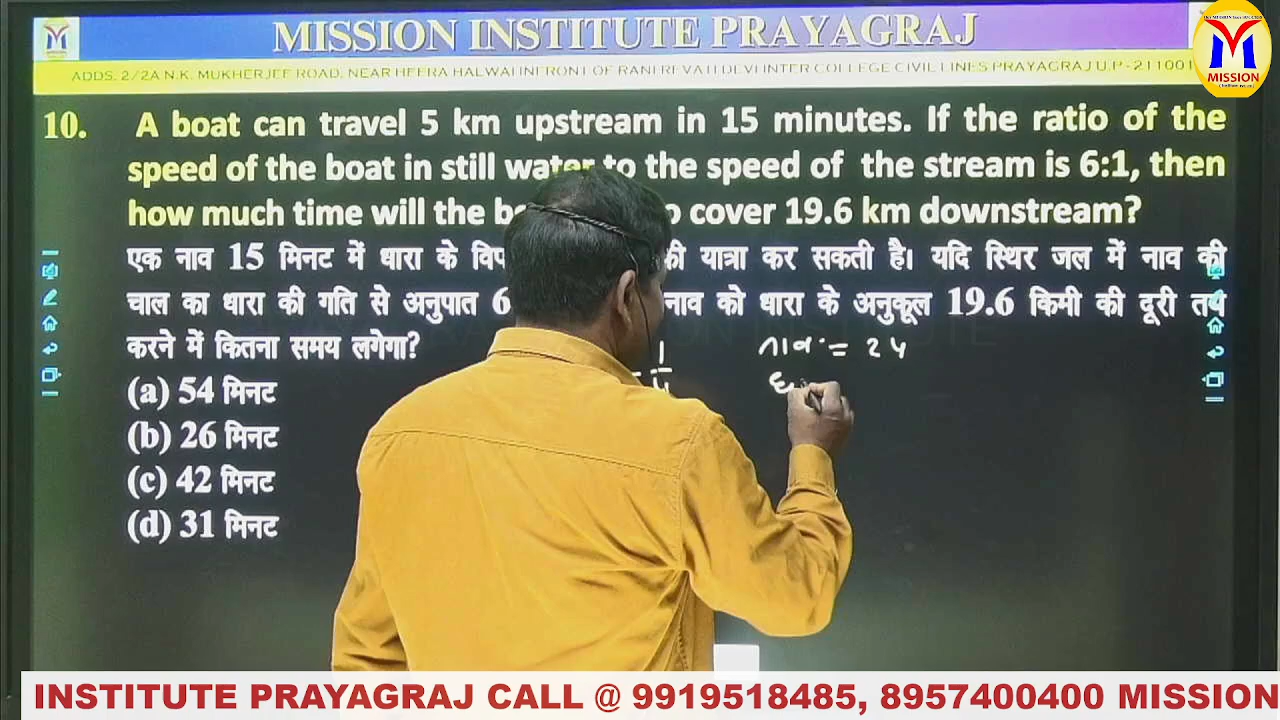 MISSION INSTITUTE PRAYAGRAJ
ADDS. 2/2A N.K. MUKHERJEE ROAD, NEAR HEERA HALWAI INFRONT OF RANI REVATI DEVI INTER COLLEGE CIVIL LINES PRAYAGRAJ U.P - 211001
MISSION
10. A boat can travel 5 km upstream in 15 minutes. If the ratio of the
speed of the boat in still water to the speed of the stream is 6:1, then
how much time will the cover 19.6 km downstream?
एक नाव 15 मिनट में धारा के की यात्रा कर सकती है। यदि स्थिर जल में नाव की
चाल का धारा की गति से अनुपात 6 नाव को धारा के अनुकूल 19.6 किमी की दूरी तय
करने में कितना समय लगेगा?
नाव = 24
(a) 54 मिनट
(b) 26 मिनट
(c) 42 मिनट
(d) 31 मिनट
INSTITUTE PRAYAGRAJ CALL @ 9919518485, 8957400400 MISSION